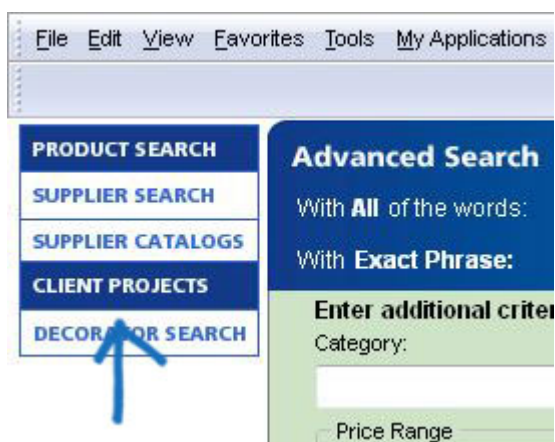 File Edit View Favorites Tools My Applications
PRODUCT SEARCH
SUPPLIER SEARCH
SUPPLIER CATALOGS
CLIENT PROJECTS
DECORATOR SEARCH
Advanced Search
With All of the words:
With Exact Phrase:
Enter additional
Category:
Price Range